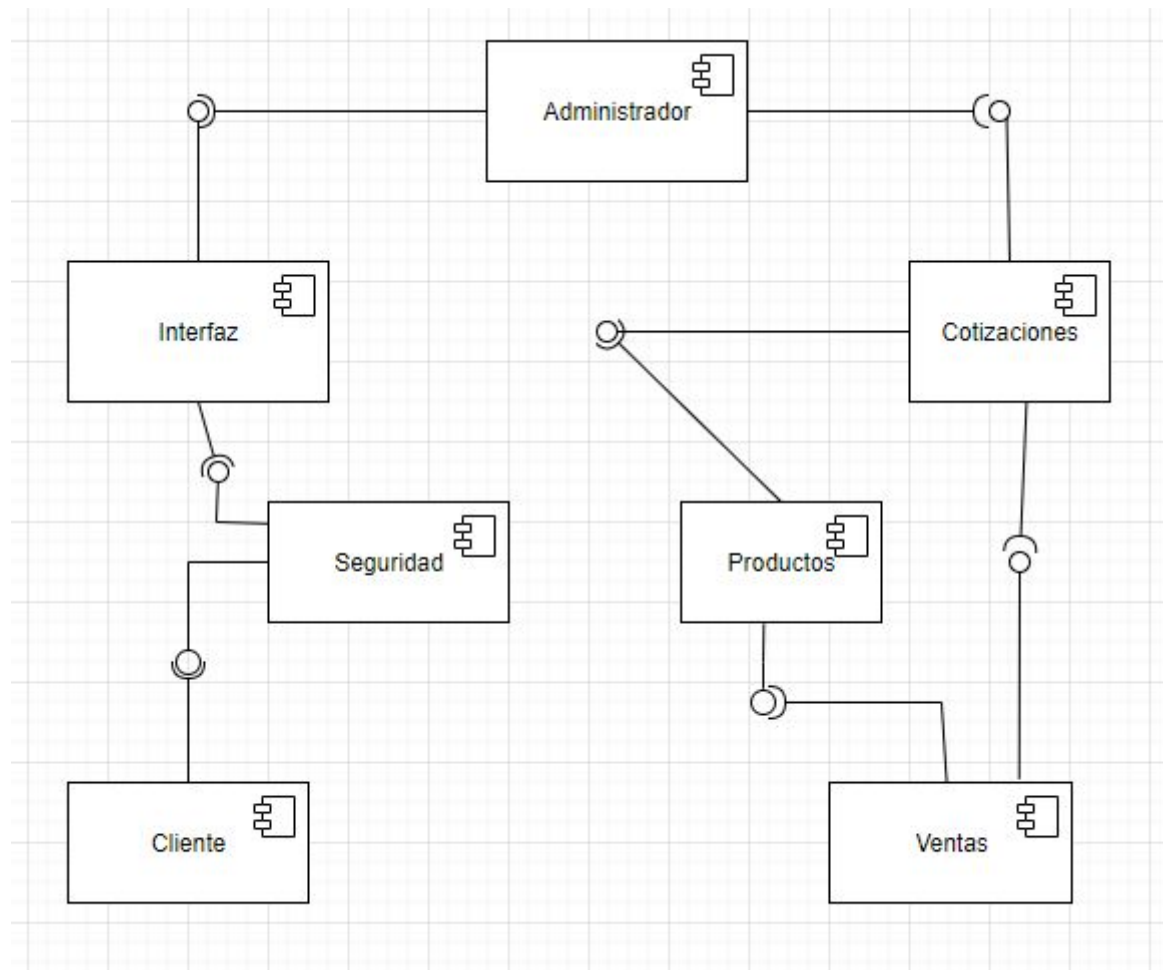 Administrador
Interfaz
Cotizaciones
Seguridad
Productos
Cliente
Ventas